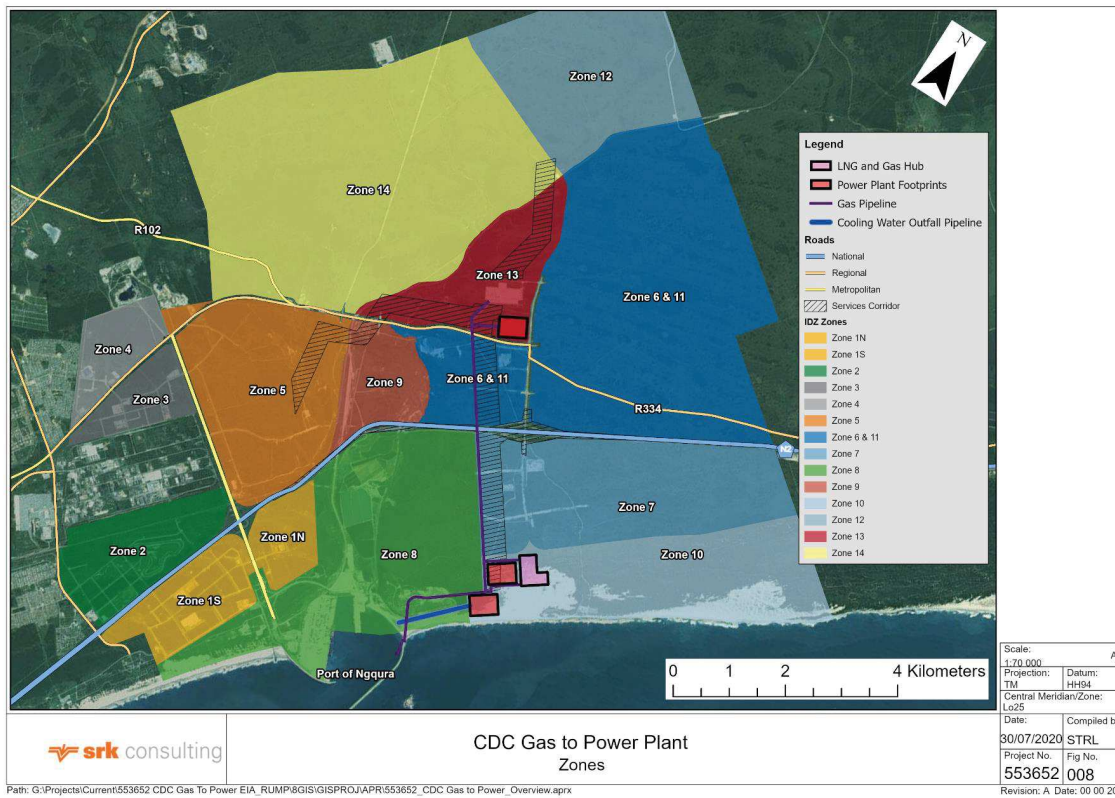 Zone 12
N
Zone 14
R102
Zone 13
Zone 6 & 11
Zone 4
Zone 3
Zone 5
Zone 9
Zone 6 & 11
R334
N2
Zone 7
Zone 2
Zone 1N
Zone 8
Zone 10
Zone 1S
Port of Ngqura
Legend
LNG and Gas Hub
Power Plant Footprints
Gas Pipeline
Cooling Water Outfall Pipeline
Roads
National
Regional
Metropolitan
Services Corridor
IDZ Zones
Zone 1N
Zone 1S
Zone 2
Zone 3
Zone 4
Zone 5
Zone 6 & 11
Zone 7
Zone 8
Zone 9
Zone 10
Zone 12
Zone 13
Zone 14
0 1 2 4 Kilometers
srk consulting
CDC Gas to Power Plant
Zones
Scale: A
1:70 000
Projection: Datum:
TM HH94
Central Meridian/Zone:
Lo25
Date: Compiled b
30/07/2020 STRL
Project No. Fig No.
553652 008
Path: G:\Projects\Current\553652 CDC Gas To Power EIA_RUMP\8GIS\GISPROJ\APR\553652_CDC Gas to Power_Overview.aprx
Revision: A Date: 00 00 20